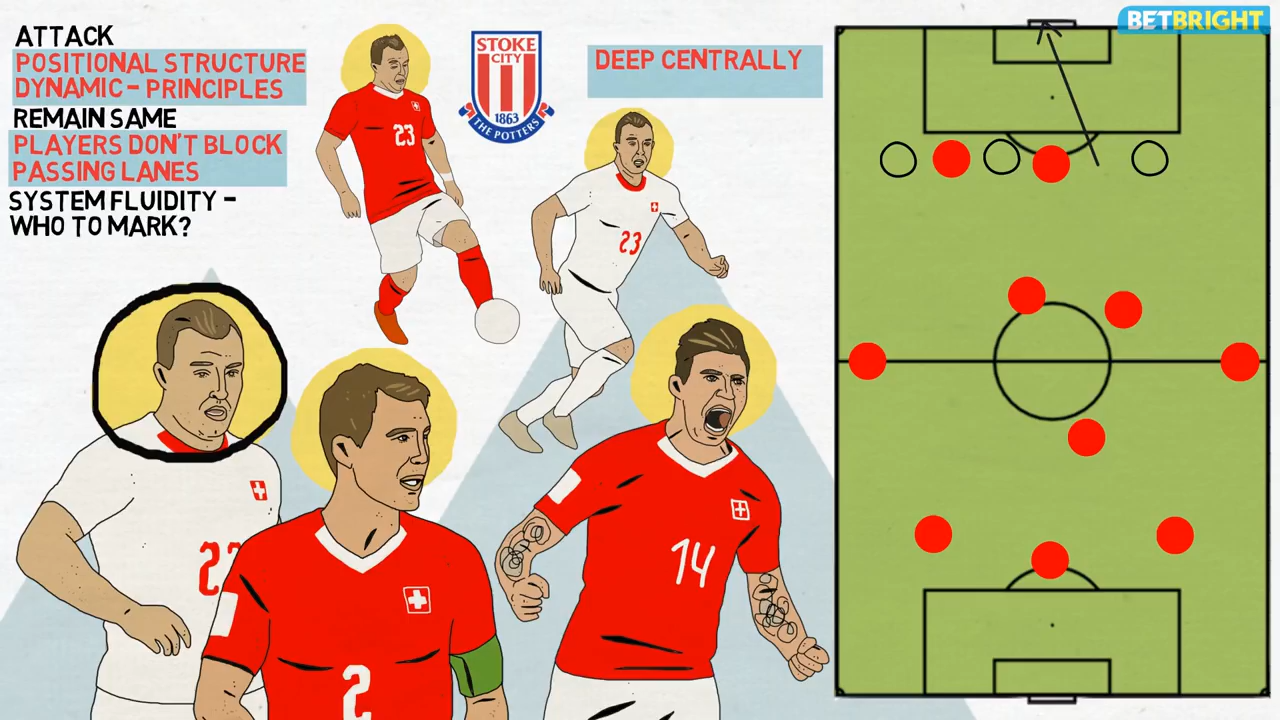 ATTACK
POSITIONAL STRUCTURE
DYNAMIC - PRINCIPLES
REMAIN SAME
PLAYERS DON'T BLOCK
PASSING LANES
SYSTEM FLUIDITY -
WHO TO MARK?
STOKE
CITY
1863
THE POTTERS
DEEP CENTRALLY
BETBRIGHT
23
23
23
2
14